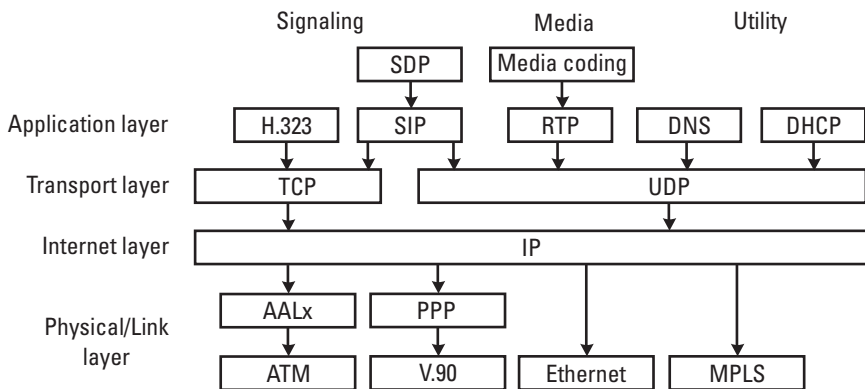 Signaling Media Utility
SDP Media coding
Application layer H.323 SIP RTP DNS DHCP
Transport layer TCP UDP
Internet layer IP
AALx PPP
Physical/Link
layer
ATM V.90 Ethernet MPLS